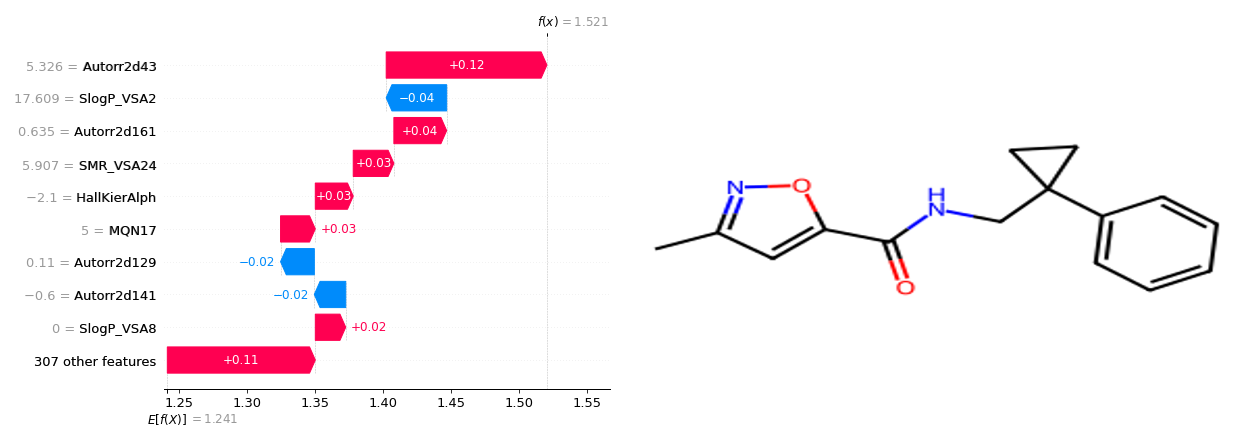 f(x) = 1.521
5.326 = Autorr2d43
+0.12
17.609 = SlogP_VSA2
−0.04
0.635 = Autorr2d161
+0.04
5.907 = SMR_VSA24
+0.03
−2.1 = HallKierAlph
+0.03
5 = MQN17
+0.03
0.11 = Autorr2d129
−0.02
−0.6 = Autorr2d141
−0.02
0 = SlogP_VSA8
+0.02
307 other features
+0.11
1.25 1.30 1.35 1.40 1.45 1.50 1.55
E[f(X)] = 1.241
H
N
N
O
O